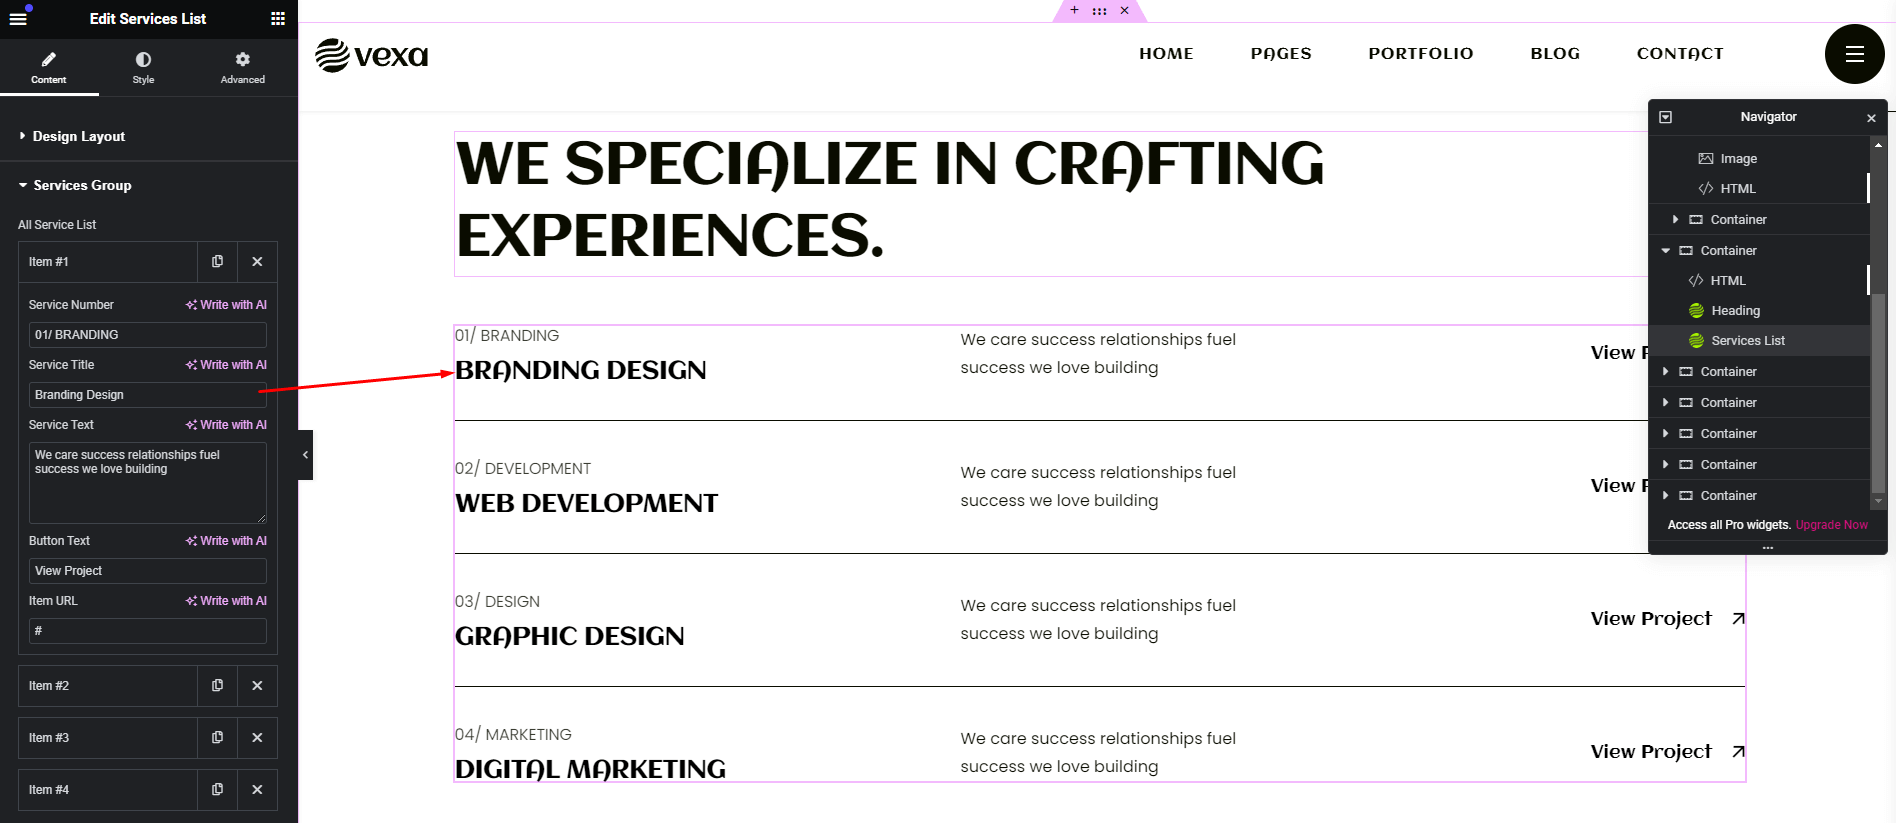 Edit Services List
Content
Style
Advanced
Design Layout
Services Group
All Service List
Item #1
Service Number
Write with AI
01/ BRANDING
Service Title
Write with AI
Branding Design
Service Text
Write with AI
We care success relationships fuel
success we love building
Button Text
Write with AI
View Project
Item URL
Write with AI
#
Item #2
Item #3
Item #4
vexa
HOME
PAGES
PORTFOLIO
BLOG
CONTACT
WE SPECIALIZE IN CRAFTING
EXPERIENCES.
01/ BRANDING
BRANDING DESIGN
We care success relationships fuel
success we love building
View
02/ DEVELOPMENT
WEB DEVELOPMENT
We care success relationships fuel
success we love building
View
03/ DESIGN
GRAPHIC DESIGN
We care success relationships fuel
success we love building
View Project
04/ MARKETING
DIGITAL MARKETING
We care success relationships fuel
success we love building
View Project
Navigator
Image
HTML
Container
Container
HTML
Heading
Services List
Container
Container
Container
Container
Container
Access all Pro widgets. Upgrade Now